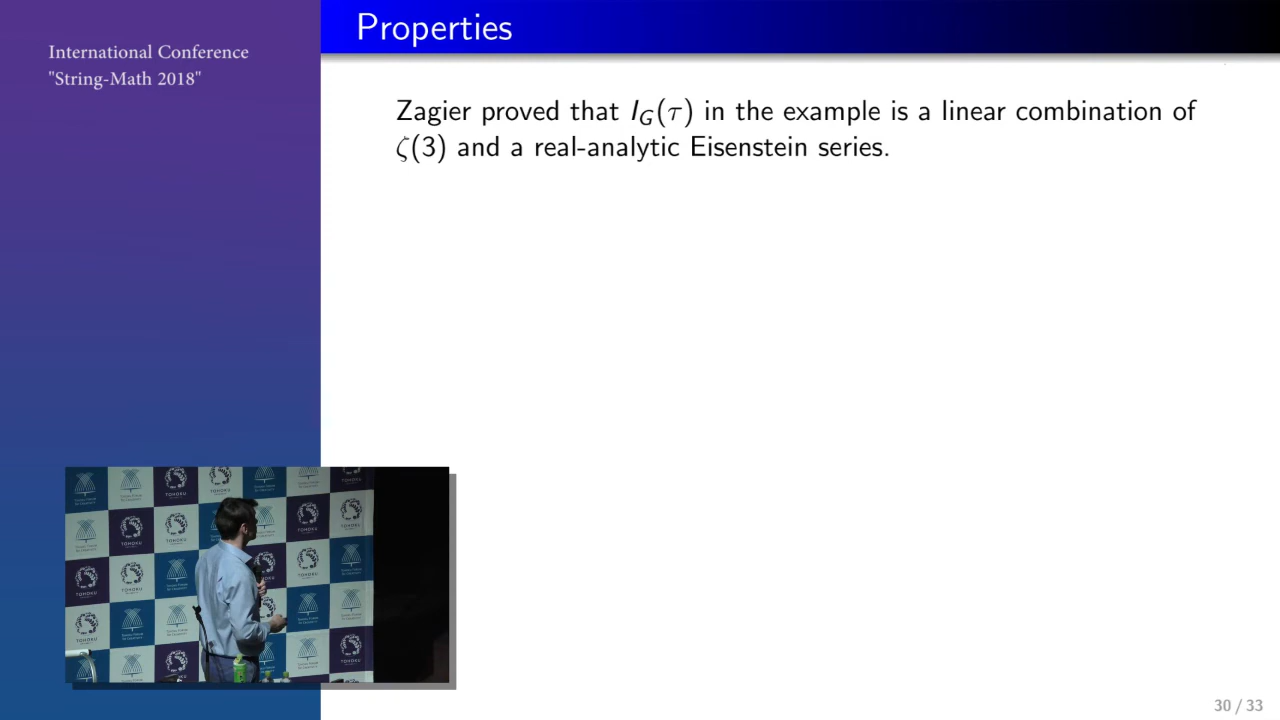 International Conference
"String-Math 2018"
Properties
Zagier proved that I_G(τ) in the example is a linear combination of
ζ(3) and a real-analytic Eisenstein series.
TOHOKU
30 / 33